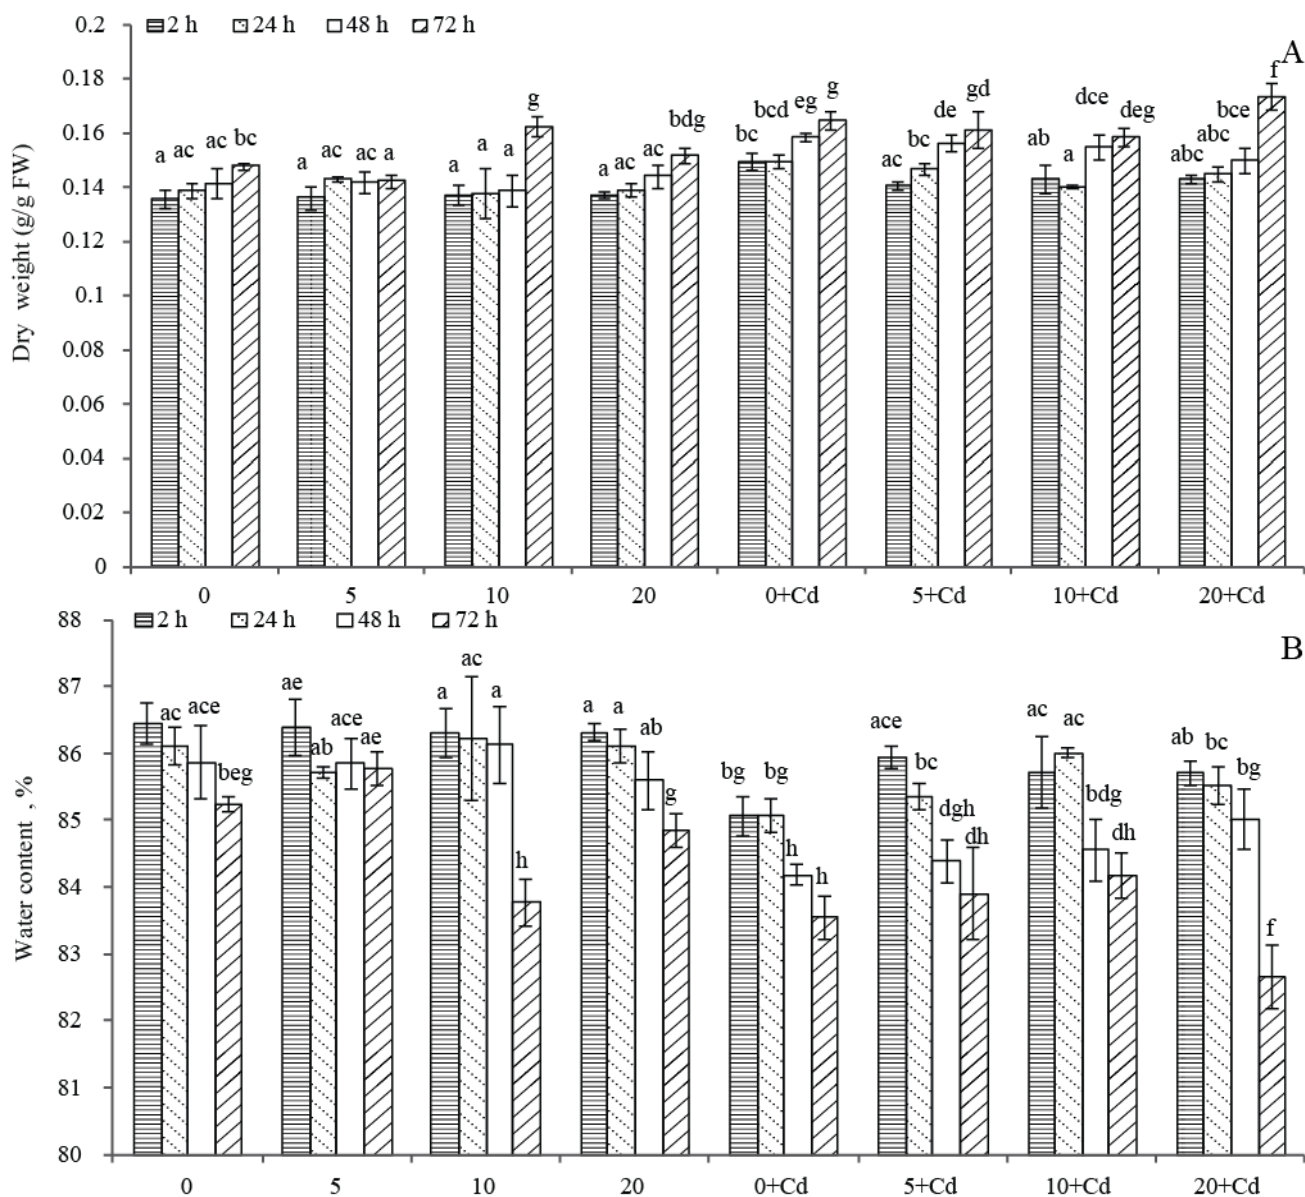 0.2
2 h 24 h 48 h 72 h
A
0.18
0.16
0.14
0.12
0.1
0.08
0.06
0.04
0.02
0
Dry weight (g/g FW)
a ac ac bc
a ac ac a
a a a g
a ac ac bdg
bc bcd eg g
ac bc de gd
ab a dce deg
abc abc bce f
0 5 10 20 0+Cd 5+Cd 10+Cd 20+Cd
88
2 h 24 h 48 h 72 h
B
87
86
85
84
83
82
81
80
Water content , %
ac ace beg
ae ab ace ae
a ac a h
a a ab g
bg bg h h
ace bc dgh dh
ac ac bdg dh
ab bc bg f
0 5 10 20 0+Cd 5+Cd 10+Cd 20+Cd